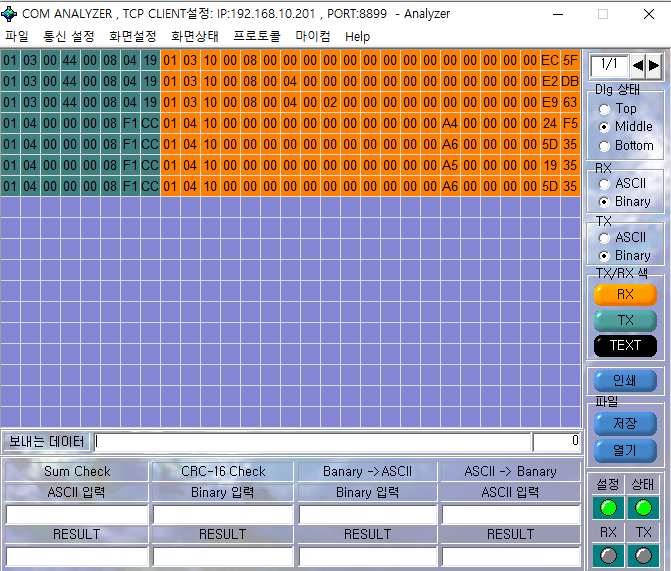 COM ANALYZER , TCP CLIENT설정: IP:192.168.10.201 , PORT:8899 - Analyzer
파일 통신 설정 화면설정 화면상태 프로토콜 마이컴 Help
01 03 00 44 00 08 04 19 01 03 10 00 08 00 00 00 00 00 00 00 00 00 00 00 00 00 00 EC 5F
01 03 00 44 00 08 04 19 01 03 10 00 08 00 04 00 00 00 00 00 00 00 00 00 00 00 00 E2 DB
01 03 00 44 00 08 04 19 01 03 10 00 08 00 04 00 02 00 00 00 00 00 00 00 00 00 00 E9 63
01 04 00 00 00 08 F1 CC 01 04 10 00 00 00 00 00 00 00 00 00 00 00 A4 00 00 00 00 24 F5
01 04 00 00 00 08 F1 CC 01 04 10 00 00 00 00 00 00 00 00 00 00 00 A6 00 00 00 00 5D 35
01 04 00 00 00 08 F1 CC 01 04 10 00 00 00 00 00 00 00 00 00 00 00 A5 00 00 00 00 19 35
01 04 00 00 00 08 F1 CC 01 04 10 00 00 00 00 00 00 00 00 00 00 00 A6 00 00 00 00 5D 35
1/1
Dlg 상태
Top
Middle
Bottom
RX
ASCII
Binary
TX
ASCII
Binary
TX/RX 색
RX
TX
TEXT
인쇄
파일
저장
열기
보내는 데이터 0
Sum Check CRC-16 Check Banary ->ASCII ASCII -> Banary
ASCII 입력 Binary 입력 Binary 입력 ASCII 입력
RESULT RESULT RESULT RESULT
설정 상태
RX TX